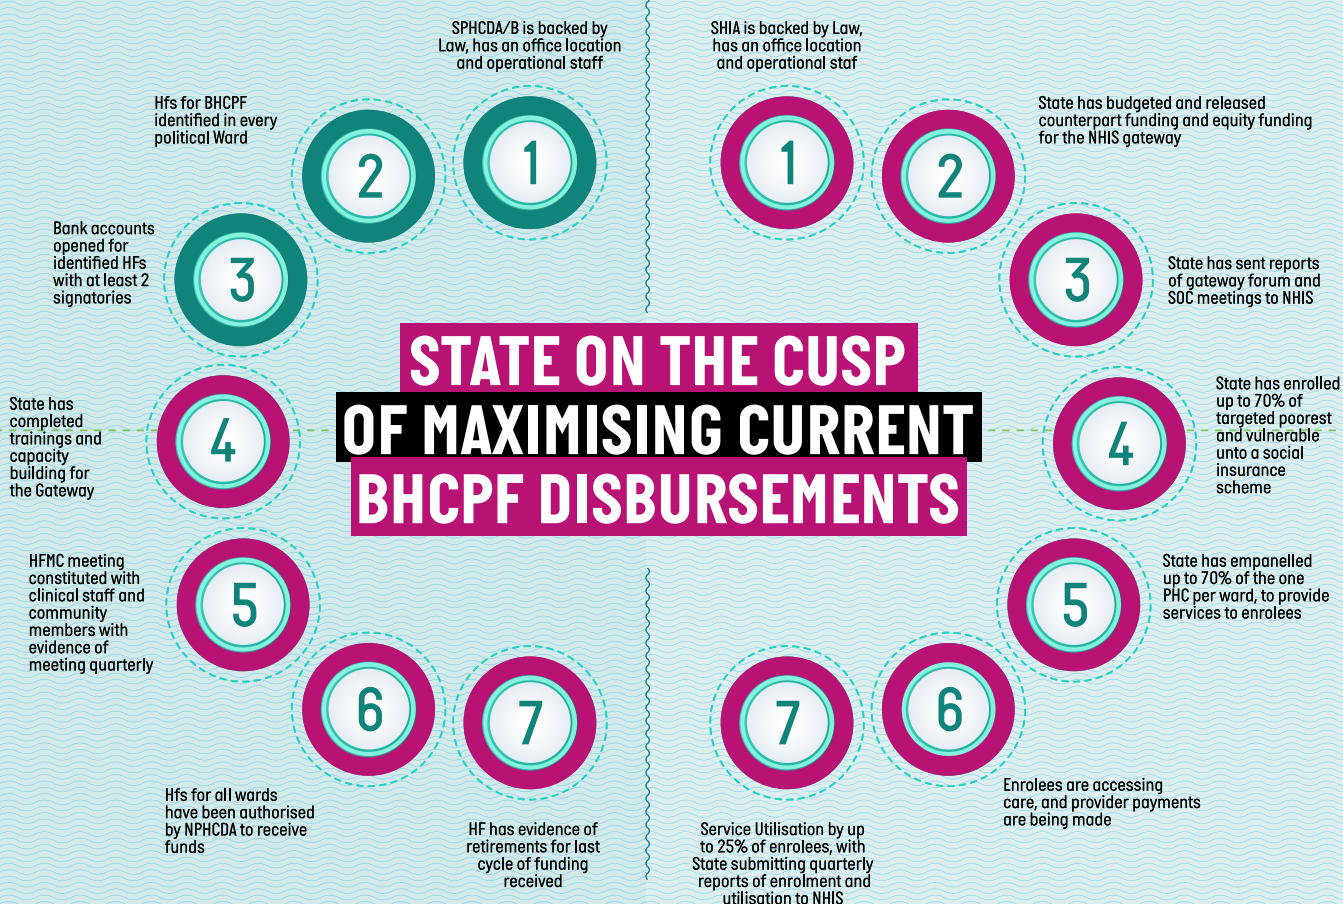 SPHCDA/B is backed by
Law, has an office location
and operational staff
1
Hfs for BHCPF
identified in every
political Ward
2
Bank accounts
opened for
identified HFs
with at least 2
signatories
3
State has
completed
trainings and
capacity
building for
the Gateway
4
HFMC meeting
constituted with
clinical staff and
community
members with
evidence of
meeting quarterly
5
Hfs for all wards
have been authorised
by NPHCDA to receive
funds
6
HF has evidence of
retirements for last
cycle of funding
received
7
STATE ON THE CUSP
OF MAXIMISING CURRENT
BHCPF DISBURSEMENTS
SHIA is backed by Law,
has an office location
and operational staf
1
State has budgeted and released
counterpart funding and equity funding
for the NHIS gateway
2
State has sent reports
of gateway forum and
SOC meetings to NHIS
3
State has enrolled
up to 70% of
targeted poorest
and vulnerable
unto a social
insurance
scheme
4
State has empanelled
up to 70% of the one
PHC per ward, to provide
services to enrolees
5
Enrolees are accessing
care, and provider payments
are being made
6
Service Utilisation by up
to 25% of enrolees, with
State submitting quarterly
reports of enrolment and
utilisation to NHIS
7